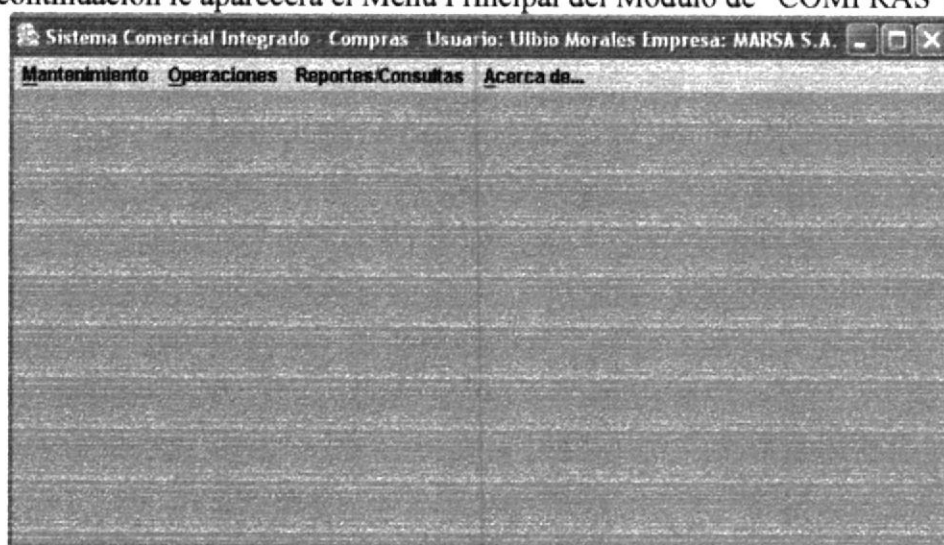 continuación le aparecerá el Menú Principal del Módulo de "COMPRAS"
Sistema Comercial Integrado - Compras Usuario: Ulbio Morales Empresa: MARSA S.A.
Mantenimiento Operaciones Reportes/Consultas Acerca de...